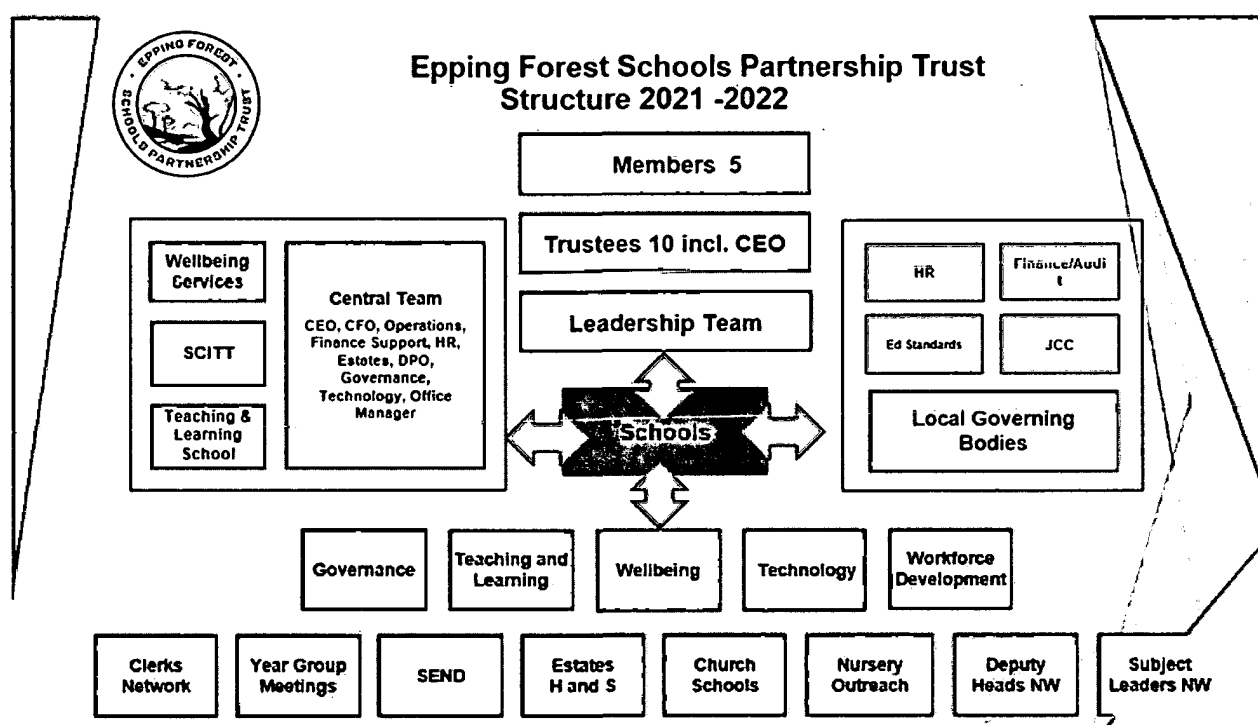 EPPING FOREST
SCHOOLS PARTNERSHIP TRUST
Epping Forest Schools Partnership Trust
Structure 2021 -2022
Members 5
Trustees 10 incl. CEO
Leadership Team
Wellbeing
Services
SCITT
Teaching &
Learning
School
Central Team
CEO, CFO, Operations,
Finance Support, HR,
Estates, DPO,
Governance,
Technology, Office
Manager
Schools
HR
Finance/Audi
t
Ed Standards
JCC
Local Governing
Bodies
Governance
Teaching and
Learning
Wellbeing
Technology
Workforce
Development
Clerks
Network
Year Group
Meetings
SEND
Estates
H and S
Church
Schools
Nursery
Outreach
Deputy
Heads NW
Subject
Leaders NW